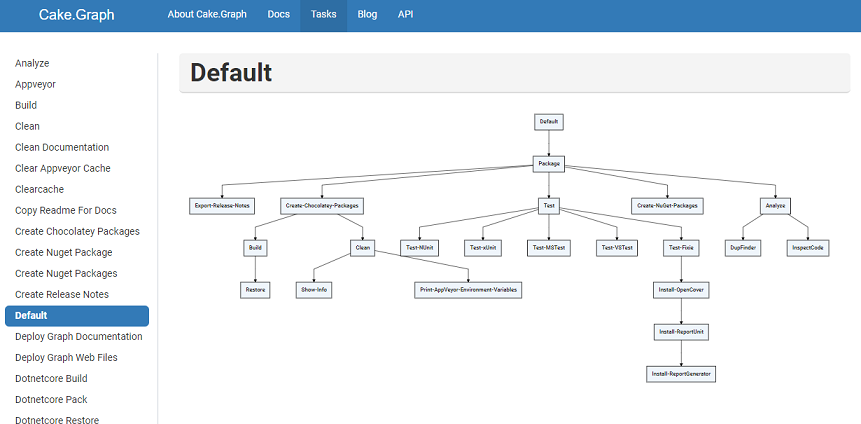 Cake.Graph
About Cake.Graph
Docs
Tasks
Blog
API
Analyze
Appveyor
Build
Clean
Clean Documentation
Clear Appveyor Cache
Clearcache
Copy Readme For Docs
Create Chocolatey Packages
Create Nuget Package
Create Nuget Packages
Create Release Notes
Default
Deploy Graph Documentation
Deploy Graph Web Files
Dotnetcore Build
Dotnetcore Pack
Dotnetcore Restore
Default
Default
Package
Export-Release-Notes
Create-Chocolatey-Packages
Test
Create-NuGet-Packages
Analyze
Build
Clean
Test-NUnit
Test-xUnit
Test-MSTest
Test-VSTest
Test-Fixie
DupFinder
InspectCode
Restore
Show-Info
Print-AppVeyor-Environment-Variables
Install-OpenCover
Install-ReportUnit
Install-ReportGenerator